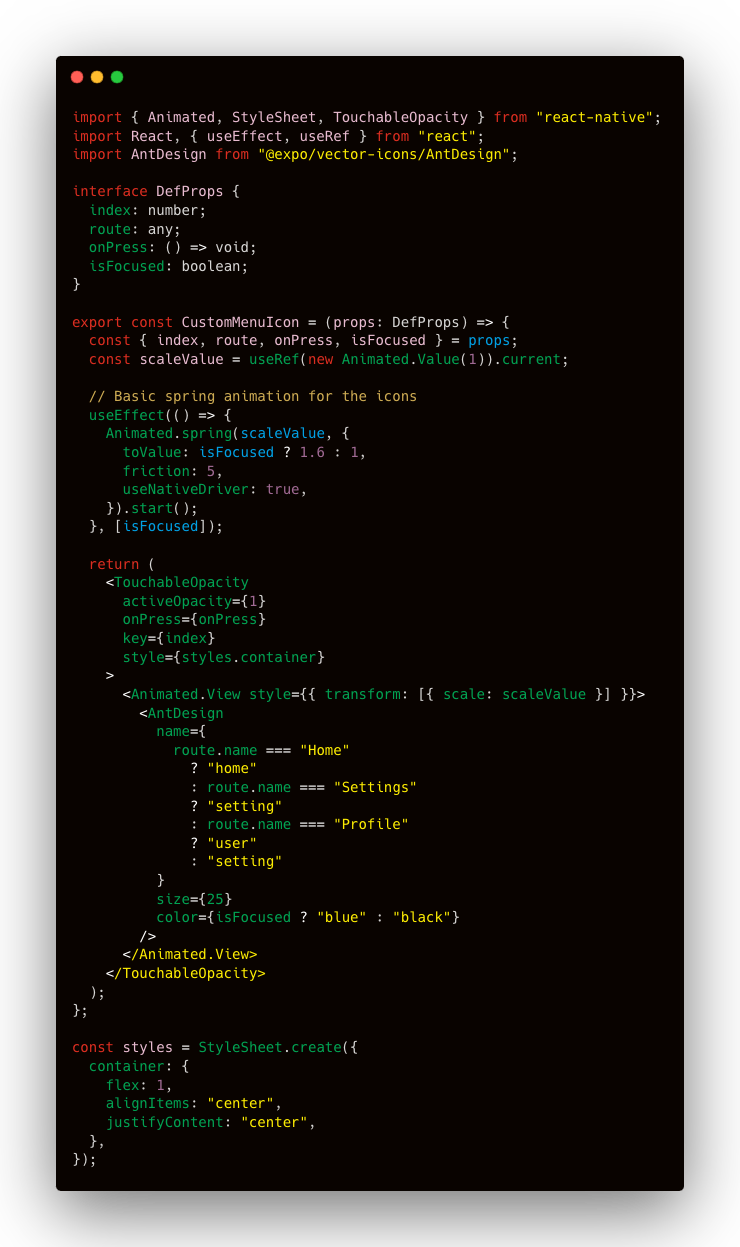 import { Animated, StyleSheet, TouchableOpacity } from "react-native";
import React, { useEffect, useRef } from "react";
import AntDesign from "@expo/vector-icons/AntDesign";

interface DefProps {
  index: number;
  route: any;
  onPress: () => void;
  isFocused: boolean;
}

export const CustomMenuIcon = (props: DefProps) => {
  const { index, route, onPress, isFocused } = props;
  const scaleValue = useRef(new Animated.Value(1)).current;

  // Basic spring animation for the icons
  useEffect(() => {
    Animated.spring(scaleValue, {
      toValue: isFocused ? 1.6 : 1,
      friction: 5,
      useNativeDriver: true,
    }).start();
  }, [isFocused]);

  return (
    <TouchableOpacity
      activeOpacity={1}
      onPress={onPress}
      key={index}
      style={styles.container}
    >
      <Animated.View style={{ transform: [{ scale: scaleValue }] }}>
        <AntDesign
          name={
            route.name === "Home"
              ? "home"
              : route.name === "Settings"
              ? "setting"
              : route.name === "Profile"
              ? "user"
              : "setting"
          }
          size={25}
          color={isFocused ? "blue" : "black"}
        />
      </Animated.View>
    </TouchableOpacity>
  );
};

const styles = StyleSheet.create({
  container: {
    flex: 1,
    alignItems: "center",
    justifyContent: "center",
  },
});